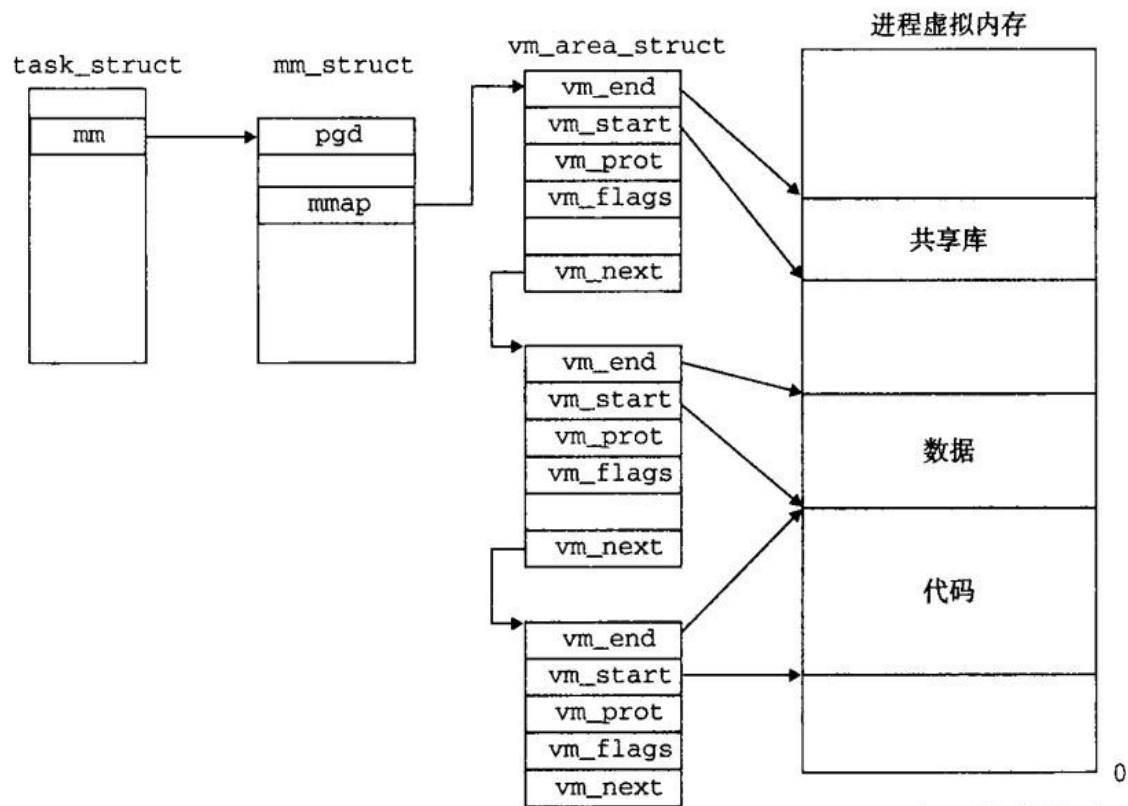 进程虚拟内存
vm_area_struct
task_struct
mm_struct
mm
pgd
mmap
vm_end
vm_start
vm_prot
vm_flags
vm_next
vm_end
vm_start
vm_prot
vm_flags
vm_next
vm_end
vm_start
vm_prot
vm_flags
vm_next
共享库
数据
代码
0